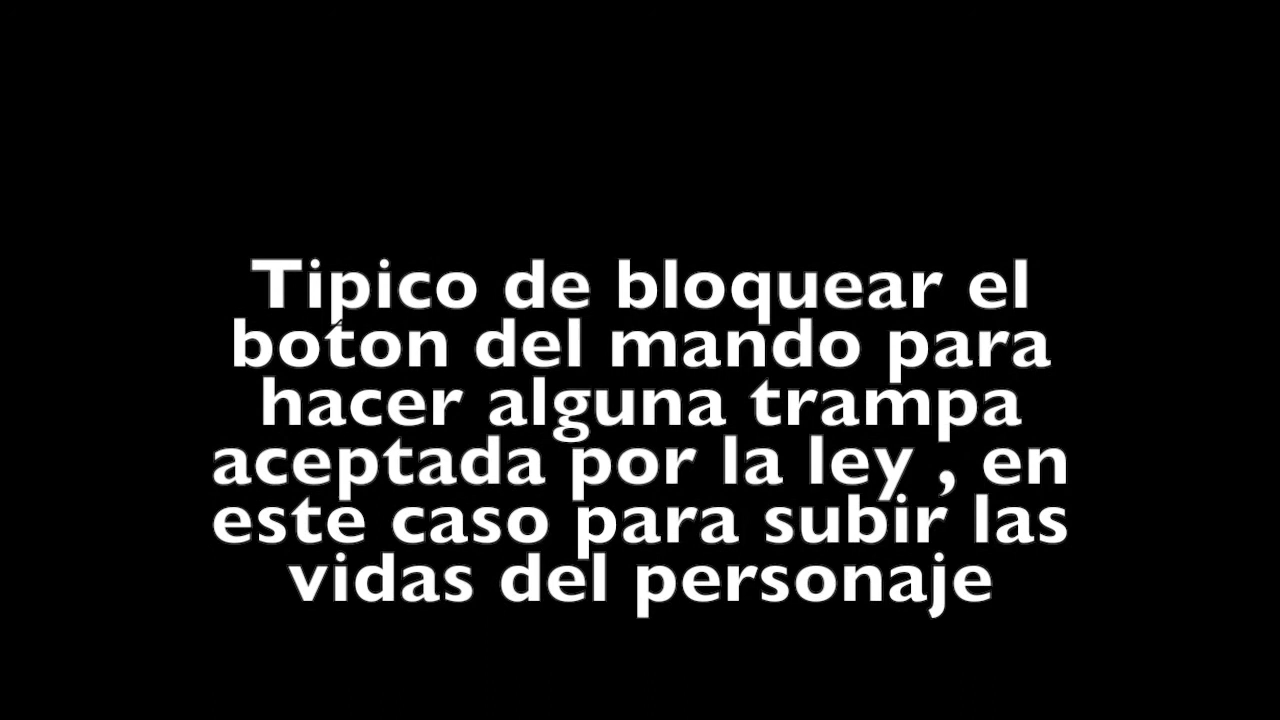 Tipico de bloquear el
botón del mando para
hacer alguna trampa
aceptada por la ley , en
este caso para subir las
vidas del personaje